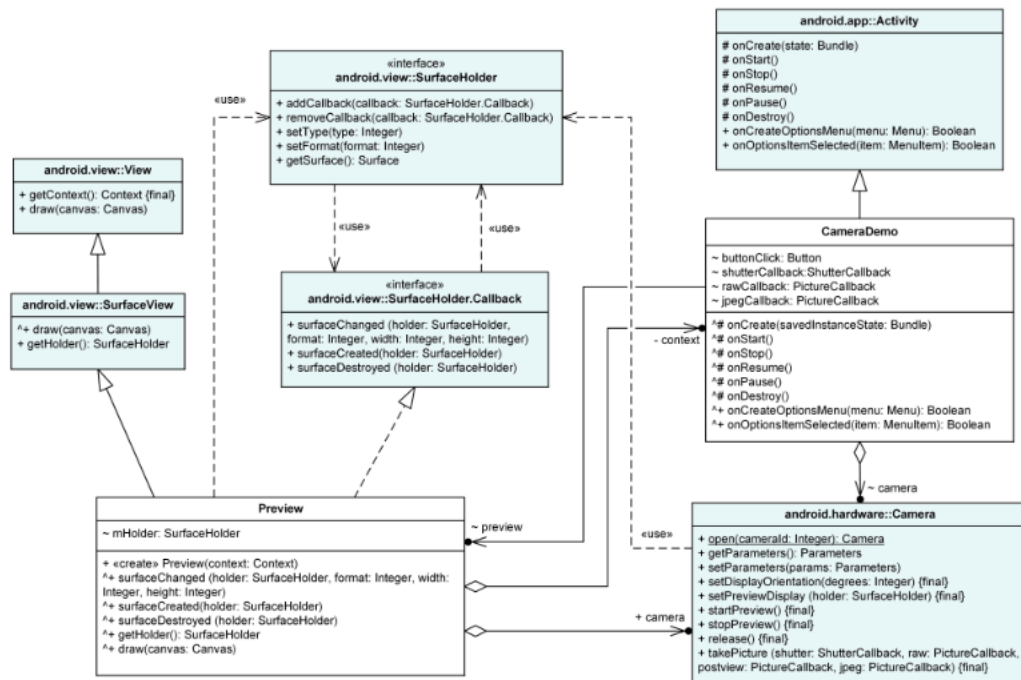 android.app::Activity
# onCreate(state: Bundle)
# onStart()
# onStop()
# onResume()
# onPause()
# onDestroy()
+ onCreateOptionsMenu(menu: Menu): Boolean
+ onOptionsItemSelected(item: MenuItem): Boolean
«interface»
android.view::SurfaceHolder
+ addCallback(callback: SurfaceHolder.Callback)
+ removeCallback(callback: SurfaceHolder.Callback)
+ setType(type: Integer)
+ setFormat(format: Integer)
+ getSurface(): Surface
«use»
android.view::View
+ getContext(): Context {final}
+ draw(canvas: Canvas)
«use»
«use»
CameraDemo
~ buttonClick: Button
~ shutterCallback:ShutterCallback
~ rawCallback: PictureCallback
~ jpegCallback: PictureCallback
^# onCreate(savedInstanceState: Bundle)
^# onStart()
^# onStop()
^# onResume()
^# onPause()
^# onDestroy()
^+ onCreateOptionsMenu(menu: Menu): Boolean
^+ onOptionsItemSelected(item: MenuItem): Boolean
android.view::SurfaceView
^+ draw(canvas: Canvas)
+ getHolder(): SurfaceHolder
«interface»
android.view::SurfaceHolder.Callback
+ surfaceChanged (holder: SurfaceHolder,
format: Integer, width: Integer, height: Integer)
+ surfaceCreated(holder: SurfaceHolder)
+ surfaceDestroyed (holder: SurfaceHolder)
- context
~ camera
Preview
~ mHolder: SurfaceHolder
+ «create» Preview(context: Context)
^+ surfaceChanged (holder: SurfaceHolder, format: Integer, width:
Integer, height: Integer)
^+ surfaceCreated(holder: SurfaceHolder)
^+ surfaceDestroyed (holder: SurfaceHolder)
^+ getHolder(): SurfaceHolder
^+ draw(canvas: Canvas)
~ preview
«use»
+ camera
android.hardware::Camera
+ open(cameraId: Integer): Camera
+ getParameters(): Parameters
+ setParameters(params: Parameters)
+ setDisplayOrientation(degrees: Integer) {final}
+ setPreviewDisplay (holder: SurfaceHolder) {final}
+ startPreview() {final}
+ stopPreview() {final}
+ release() {final}
+ takePicture (shutter: ShutterCallback, raw: PictureCallback,
postview: PictureCallback, jpeg: PictureCallback) {final}